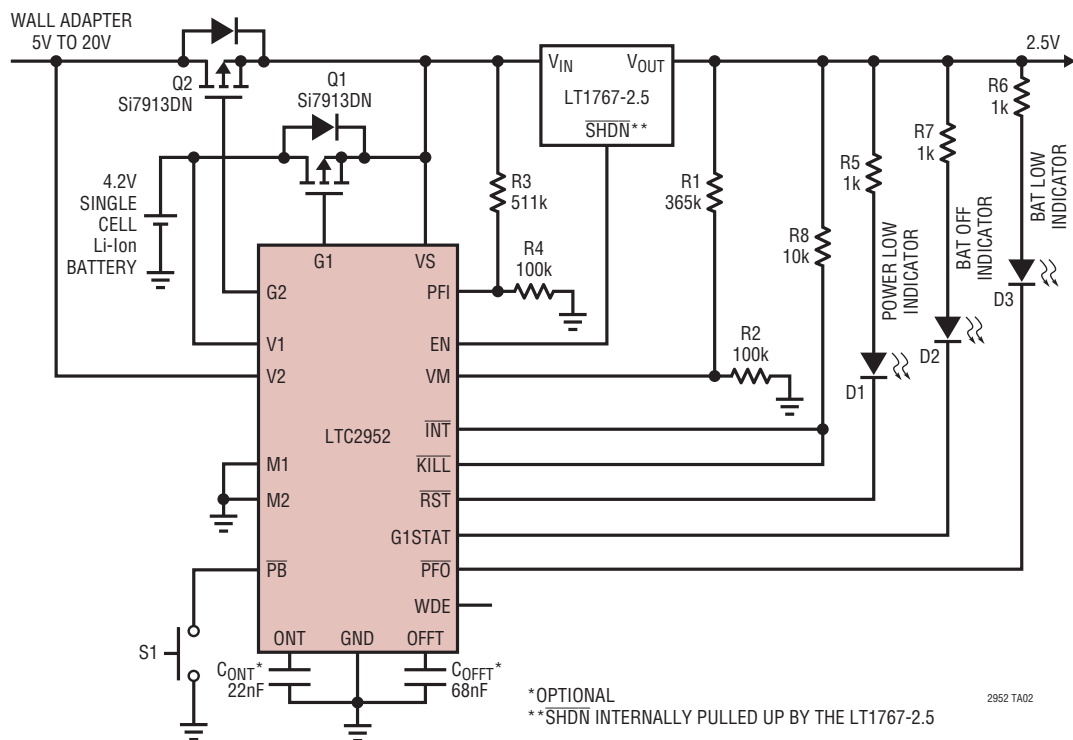 WALL ADAPTER
5V TO 20V
Q2
Si7913DN
Q1
Si7913DN
VIN
VOUT
LT1767-2.5
SHDN**
2.5V
4.2V
SINGLE
CELL
Li-Ion
BATTERY
R3
511k
R4
100k
R1
365k
R2
100k
R8
10k
R5
1k
R7
1k
R6
1k
POWER LOW
INDICATOR
BAT OFF
INDICATOR
BAT LOW
INDICATOR
D1
D2
D3
G1
VS
G2
PFI
V1
EN
V2
VM
LTC2952
INT
M1
KILL
M2
RST
G1STAT
PB
PFO
WDE
ONT
GND
OFFT
S1
CONT*
22nF
COFFT*
68nF
*OPTIONAL
**SHDN INTERNALLY PULLED UP BY THE LT1767-2.5
2952 TA02